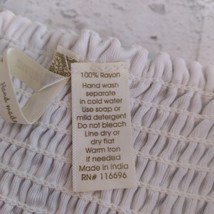 100% Rayon
Hand wash
seperate
in cold water
Use soap or
mild detergent
Do not bleach
Line dry or
dry flat
Warm Iron
if needed
Made in India
RN# 116696